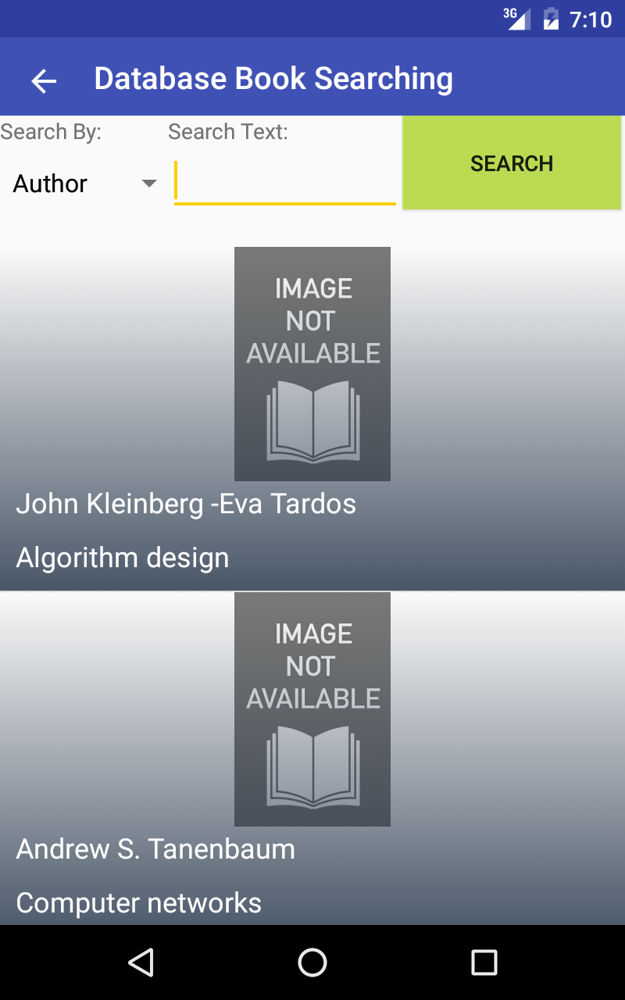 3G 7:10
Database Book Searching
Search By: Search Text:
Author
SEARCH
IMAGE
NOT
AVAILABLE
John Kleinberg -Eva Tardos
Algorithm design
IMAGE
NOT
AVAILABLE
Andrew S. Tanenbaum
Computer networks